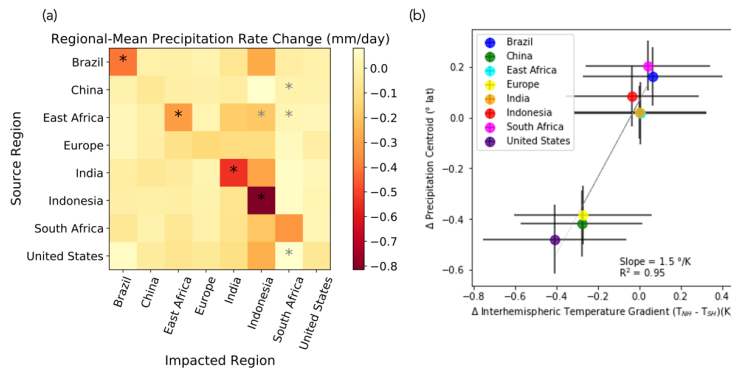 (a)
Regional-Mean Precipitation Rate Change (mm/day)
Source Region
Brazil
China
East Africa
Europe
India
Indonesia
South Africa
United States
*
*
*
*
*
*
*
*
Brazil
China
East Africa
Europe
India
Indonesia
South Africa
United States
Impacted Region
0.0
−0.1
−0.2
−0.3
−0.4
−0.5
−0.6
−0.7
−0.8
(b)
Δ Precipitation Centroid (° lat)
0.4
0.2
0.0
−0.2
−0.4
−0.6
Brazil
China
East Africa
Europe
India
Indonesia
South Africa
United States
Slope = 1.5 °/K
R² = 0.95
−0.8 −0.6 −0.4 −0.2 0.0 0.2 0.4
Δ Interhemispheric Temperature Gradient (T_NH - T_SH)(K